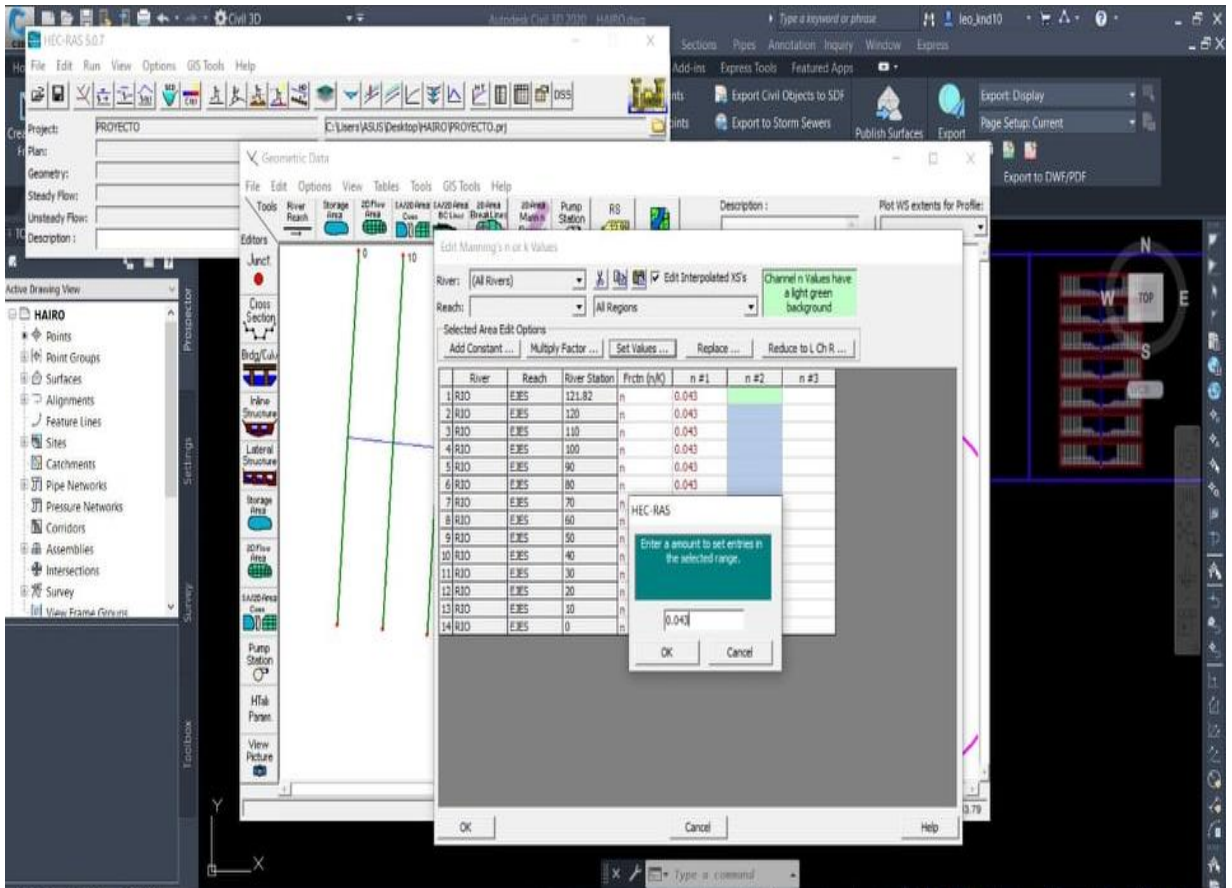 Civil 3D
Autodesk Civil 3D 2020 HAIRO.dwg
Type a keyword or phrase
leo_knd10
HEC-RAS 5.0.7
Sections Pipes Annotation Inquiry Window Express
File Edit Run View Options GIS Tools Help
Add-ins Express Tools Featured Apps
DSS
Export Civil Objects to SDF
Export to Storm Sewers
Publish Surfaces
Export
Export: Display
Page Setup: Current
Export to DWF/PDF
Project: PROYECTO C:\Users\ASUS\Desktop\HAIRO\PROYECTO.prj
Plan:
Geometry:
Steady Flow:
Unsteady Flow:
Description :
Geometric Data
File Edit Options View Tables Tools GIS Tools Help
Tools River Reach
Storage Area
2D Flow Area
Pump Station
RS
Description :
Plot WS extents for Profile:
Editors
Junct.
Cross Section
Brdg/Culv
Inline Structure
Lateral Structure
Storage Area
2D Flow Area
SA/2D Area Conn
Pump Station
HTab Param.
View Picture
0
10
Active Drawing View
HAIRO
Points
Point Groups
Surfaces
Alignments
Feature Lines
Sites
Catchments
Pipe Networks
Pressure Networks
Corridors
Assemblies
Intersections
Survey
View Frame Groups
Prospector
Settings
Survey
Toolbox
Edit Manning's n or k Values
River: (All Rivers)
Edit Interpolated XS's
Channel n Values have
a light green
background
Reach:
All Regions
Selected Area Edit Options
Add Constant ... Multiply Factor ... Set Values ... Replace ... Reduce to L Ch R ...
River Reach River Station Frctn (n/K) n #1 n #2 n #3
1 RIO EJES 121.82 n 0.043
2 RIO EJES 120 n 0.043
3 RIO EJES 110 n 0.043
4 RIO EJES 100 n 0.043
5 RIO EJES 90 n 0.043
6 RIO EJES 80 n 0.043
7 RIO EJES 70 n
8 RIO EJES 60 n
9 RIO EJES 50 n
10 RIO EJES 40 n
11 RIO EJES 30 n
12 RIO EJES 20 n
13 RIO EJES 10 n
14 RIO EJES 0 n
HEC-RAS
Enter a amount to set entries in
the selected range.
0.043
OK Cancel
OK Cancel Help
N
W TOP E
S
Y
X
Type a command